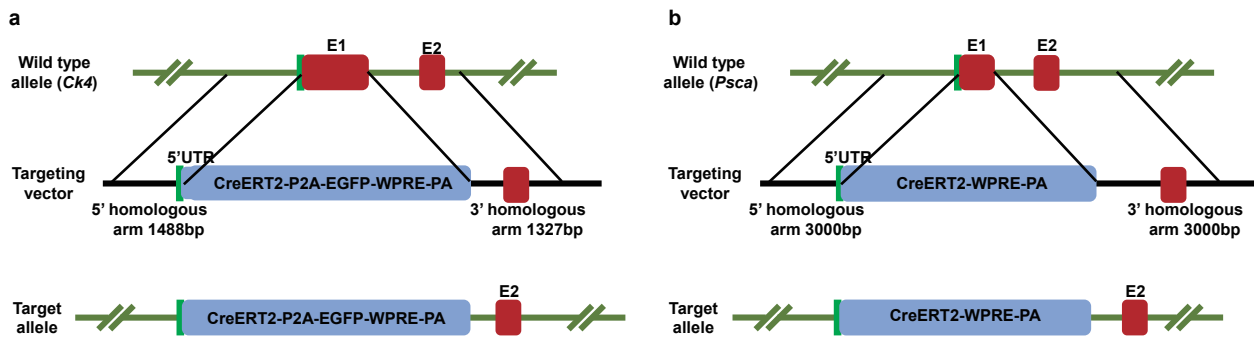 a
Wild type
allele (Ck4)
E1
E2
Targeting
vector
5'UTR
CreERT2-P2A-EGFP-WPRE-PA
5' homologous
arm 1488bp
3' homologous
arm 1327bp
Target
allele
CreERT2-P2A-EGFP-WPRE-PA
E2
b
Wild type
allele (Psca)
E1
E2
Targeting
vector
5'UTR
CreERT2-WPRE-PA
5' homologous
arm 3000bp
3' homologous
arm 3000bp
Target
allele
CreERT2-WPRE-PA
E2